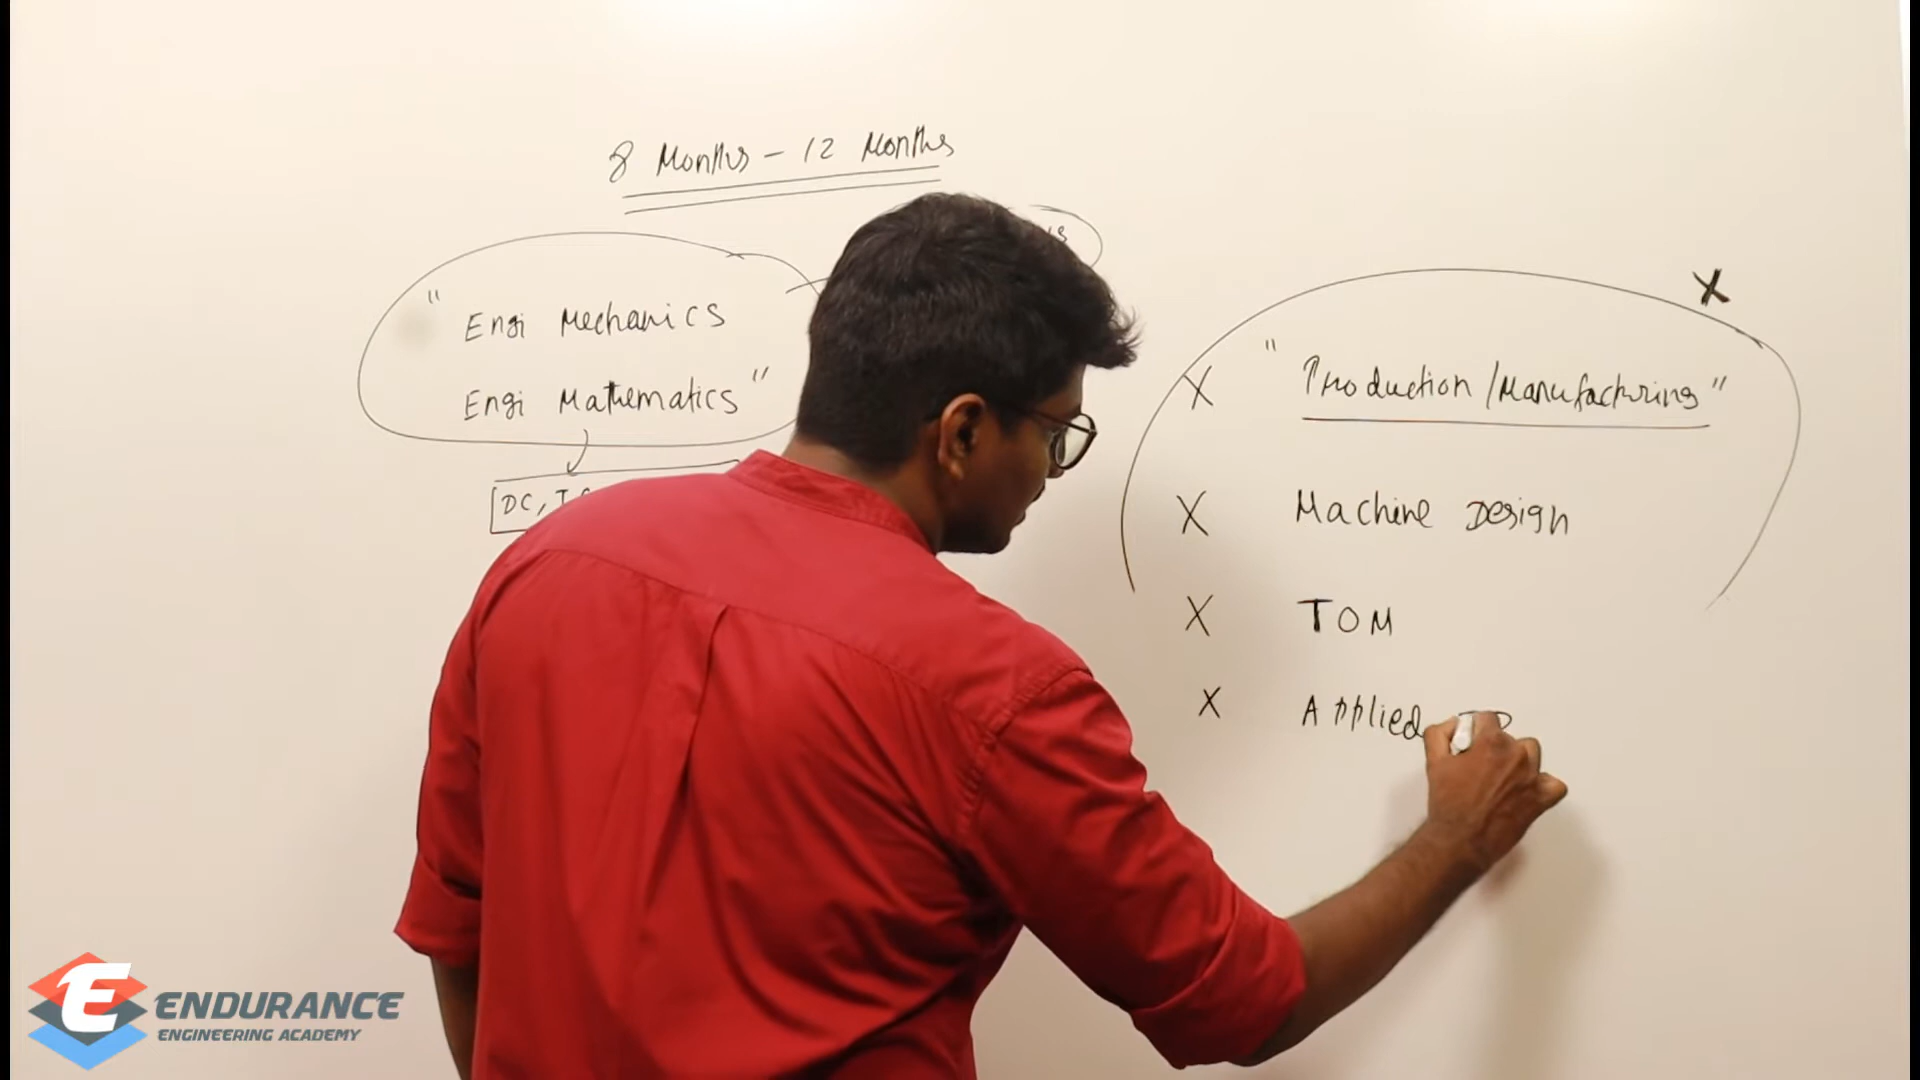 8 Months - 12 Months
"Engi Mechanics
Engi Mathematics"
DC,
X
X "Production/Manufacturing"
X Machine Design
X TOM
X Applied
E ENDURANCE
ENGINEERING ACADEMY